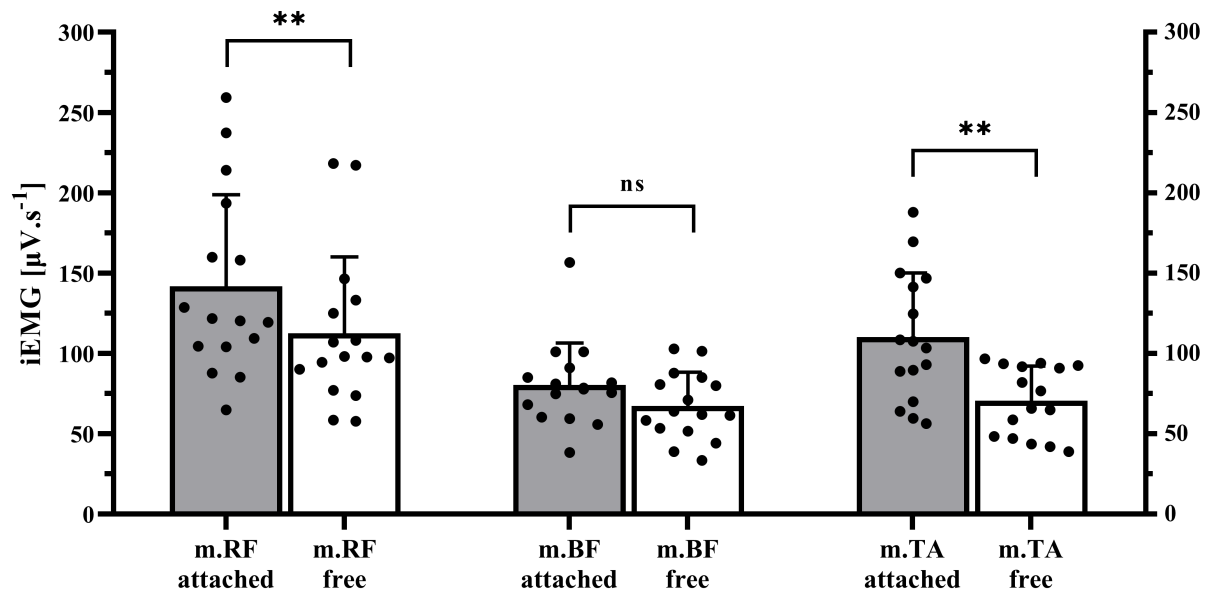 **
300
300
250
250
**
ns
200
200
iEMG [µV.s-1]
150
150
100
100
50
50
0
0
m.RF
attached
m.RF
free
m.BF
attached
m.BF
free
m.TA
attached
m.TA
free